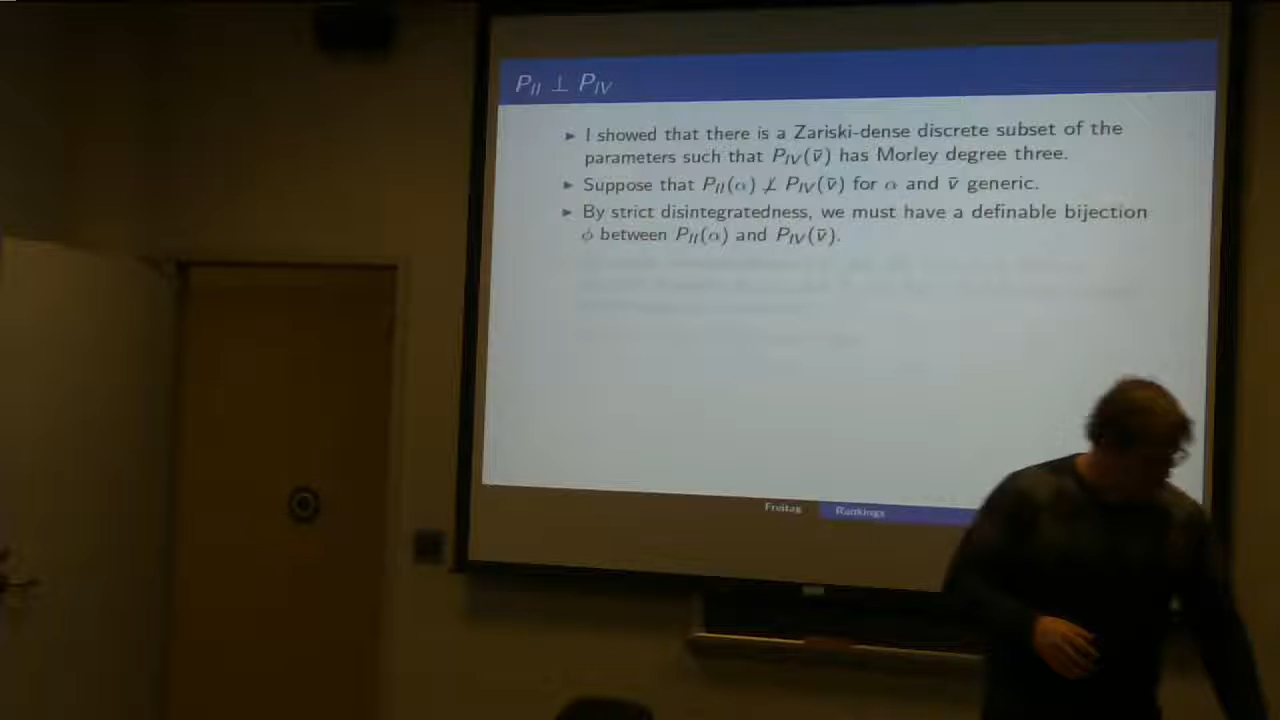 P_II ⊥ P_IV
► I showed that there is a Zariski-dense discrete subset of the
parameters such that P_IV(ν̄) has Morley degree three.
► Suppose that P_II(α) ⊥̸ P_IV(ν̄) for α and ν̄ generic.
► By strict disintegratedness, we must have a definable bijection
ϕ between P_II(α) and P_IV(ν̄).
Freitag Rankings